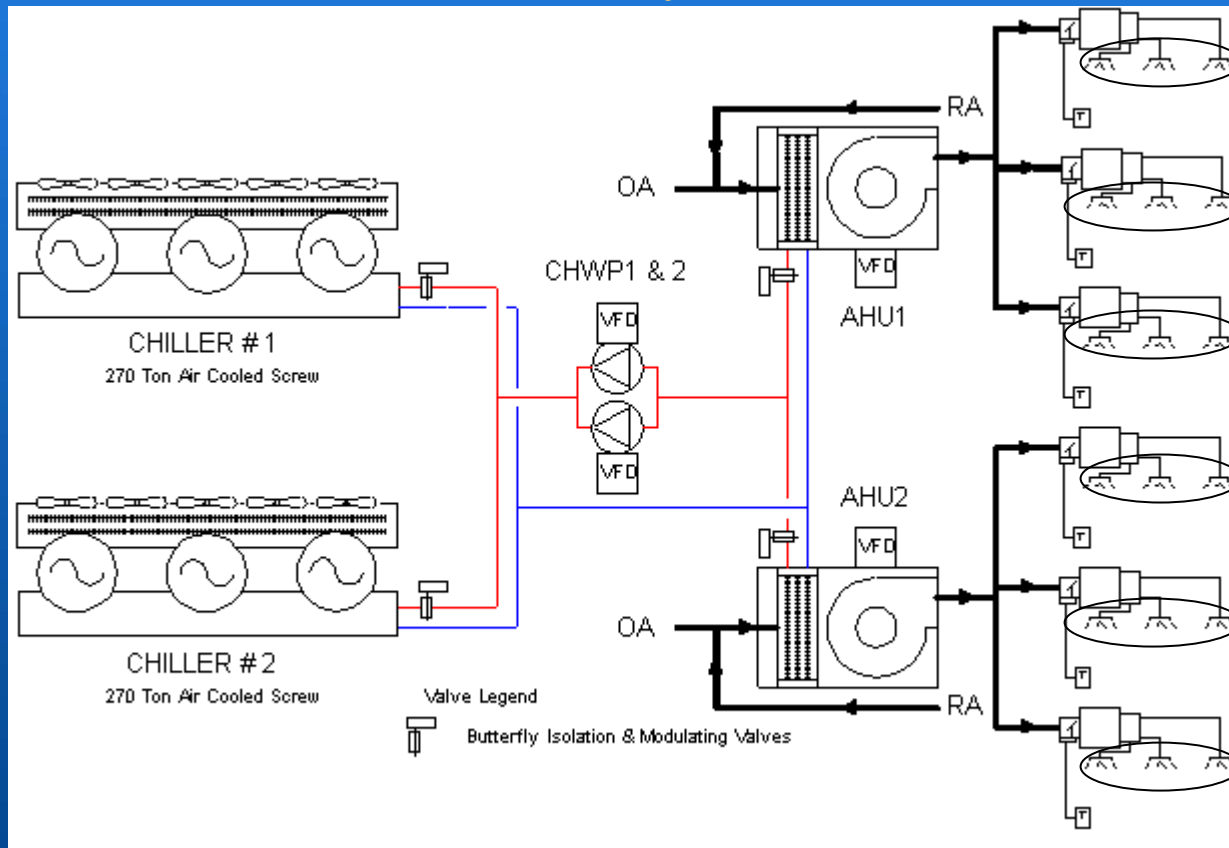 RA
OA
VFD
AHU1
T
T
T
CHILLER # 1
270 Ton Air Cooled Screw
CHWP1 & 2
VFD
VFD
AHU2
VFD
OA
RA
T
T
T
CHILLER # 2
270 Ton Air Cooled Screw
Valve Legend
Butterfly Isolation & Modulating Valves